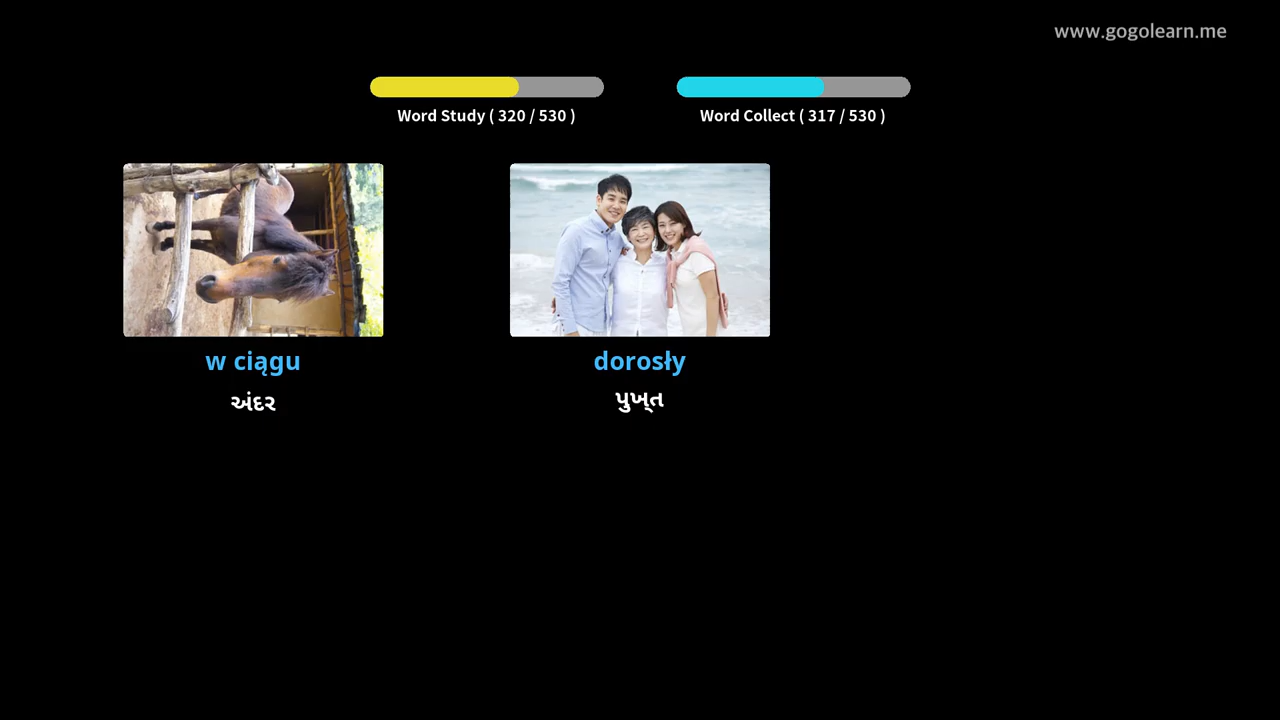 www.gogolearn.me
Word Study ( 320 / 530 )
Word Collect ( 317 / 530 )
w ciągu
dorosły
અંદર
પુખ્ત